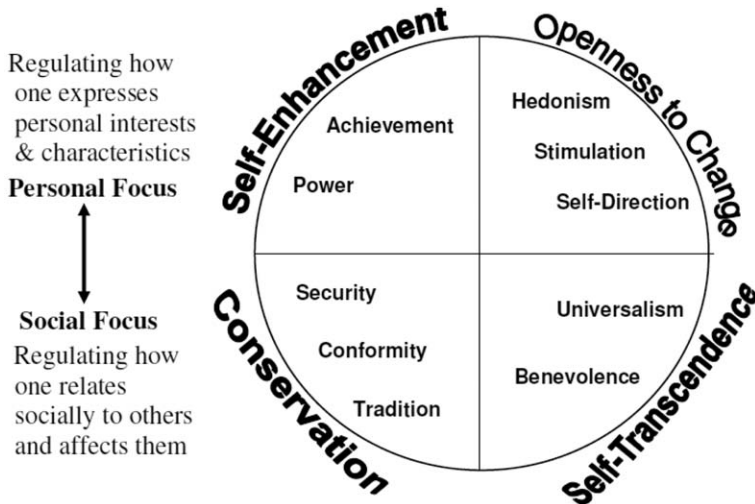 Regulating how
one expresses
personal interests
& characteristics
Personal Focus
Social Focus
Regulating how
one relates
socially to others
and affects them
Self-Enhancement
Openness to Change
Achievement
Power
Hedonism
Stimulation
Self-Direction
Security
Conformity
Tradition
Universalism
Benevolence
Conservation
Self-Transcendence